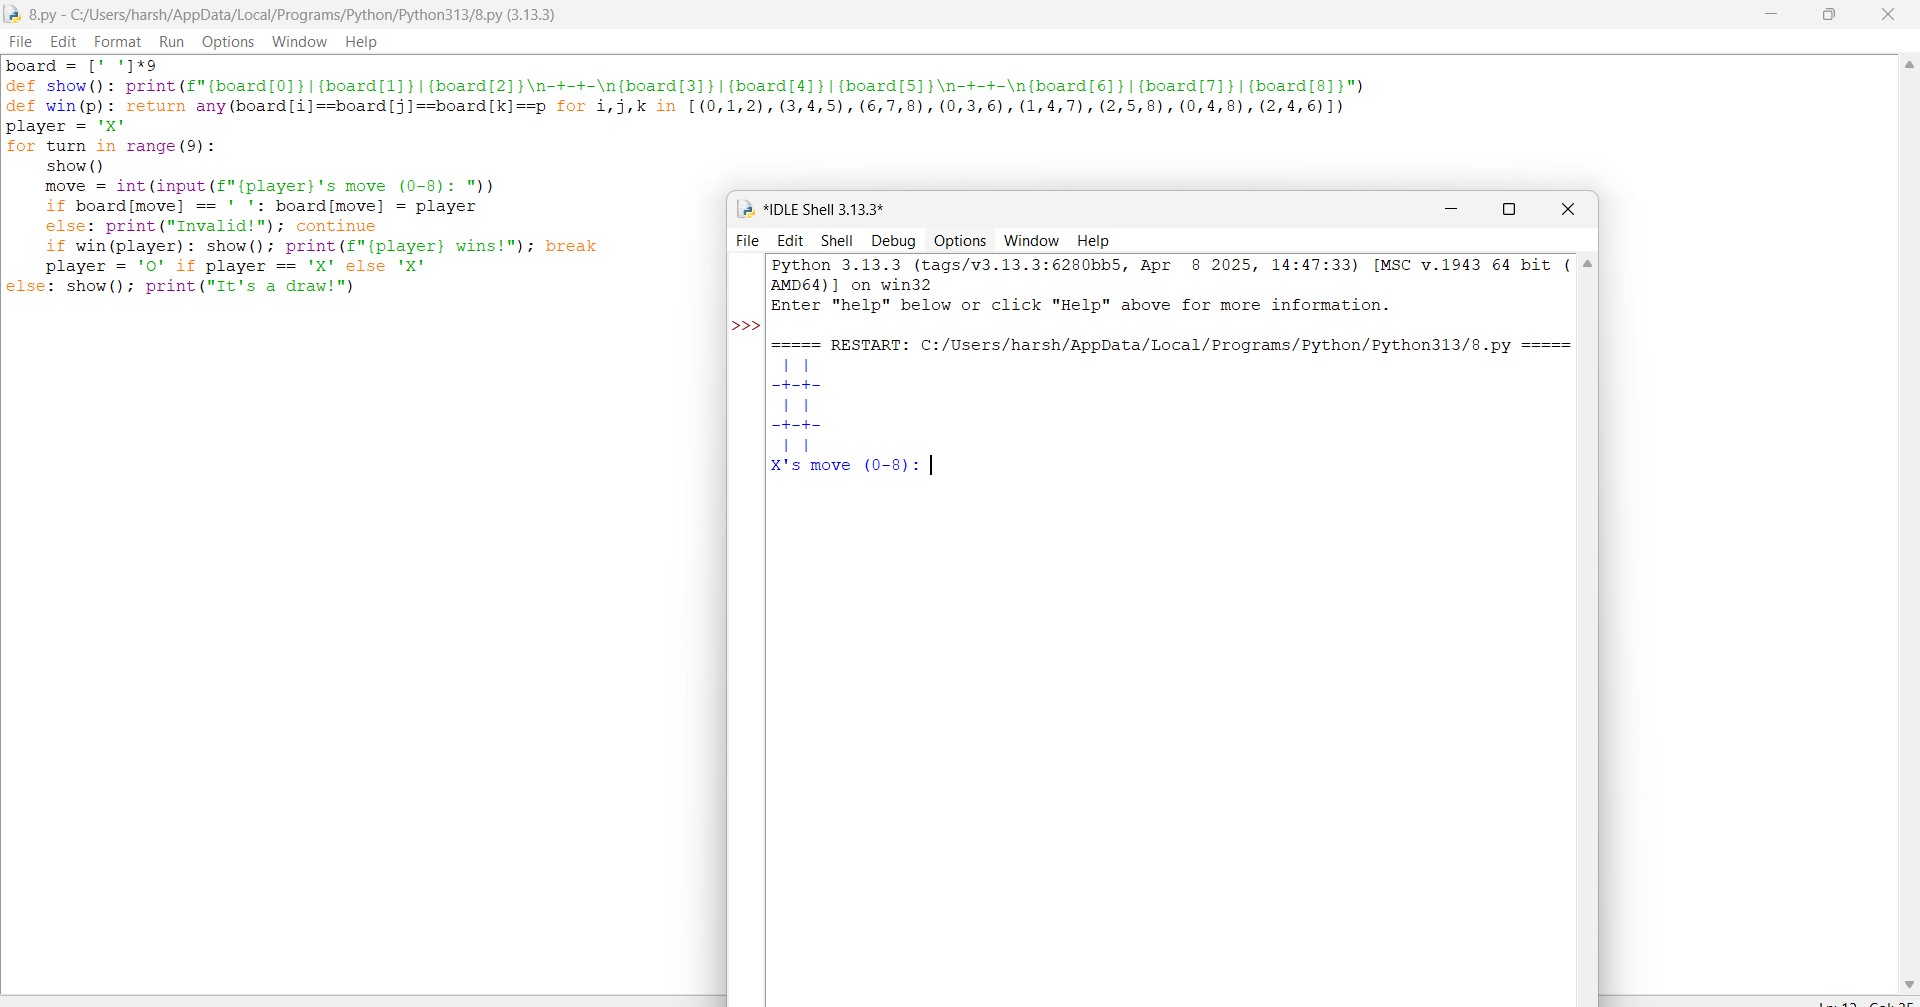 8.py - C:/Users/harsh/AppData/Local/Programs/Python/Python313/8.py (3.13.3)
File Edit Format Run Options Window Help
board = [' ']*9
def show(): print(f"{board[0]}|{board[1]}|{board[2]}\n-+-+-\n{board[3]}|{board[4]}|{board[5]}\n-+-+-\n{board[6]}|{board[7]}|{board[8]}")
def win(p): return any(board[i]==board[j]==board[k]==p for i,j,k in [(0,1,2),(3,4,5),(6,7,8),(0,3,6),(1,4,7),(2,5,8),(0,4,8),(2,4,6)])
player = 'X'
for turn in range(9):
    show()
    move = int(input(f"{player}'s move (0-8): "))
    if board[move] == ' ': board[move] = player
    else: print("Invalid!"); continue
    if win(player): show(); print(f"{player} wins!"); break
    player = 'O' if player == 'X' else 'X'
else: show(); print("It's a draw!")
*IDLE Shell 3.13.3*
File Edit Shell Debug Options Window Help
Python 3.13.3 (tags/v3.13.3:6280bb5, Apr  8 2025, 14:47:33) [MSC v.1943 64 bit (
AMD64)] on win32
Enter "help" below or click "Help" above for more information.
>>>
===== RESTART: C:/Users/harsh/AppData/Local/Programs/Python/Python313/8.py =====
 | |
-+-+-
 | |
-+-+-
 | |
X's move (0-8):